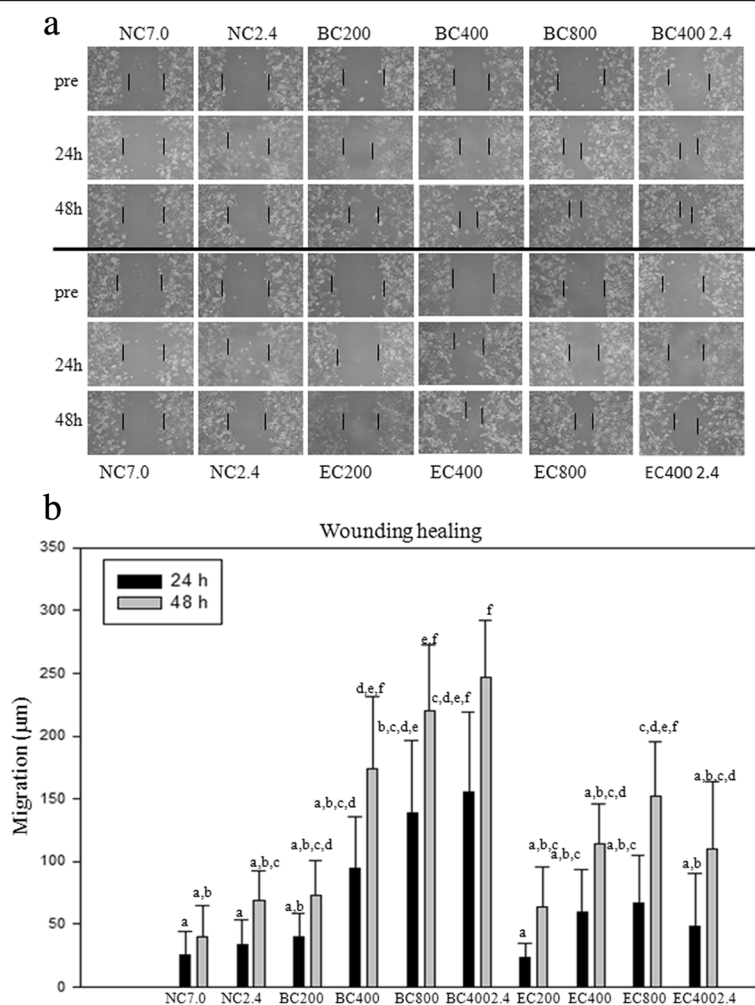 a
NC7.0 NC2.4 BC200 BC400 BC800 BC400 2.4
pre
24h
48h
pre
24h
48h
NC7.0 NC2.4 EC200 EC400 EC800 EC400 2.4
b
Wounding healing
24 h
48 h
Migration (µm)
350
300
250
200
150
100
50
0
a
a,b
a
a,b,c
a,b
a,b,c,d
a,b,c,d
d,e,f
b,c,d,e
e,f
c,d,e,f
f
a
a,b,c
a,b,c
a,b,c,d
a,b,c
c,d,e,f
a,b
a,b,c,d
NC7.0 NC2.4 BC200 BC400 BC800 BC4002.4 EC200 EC400 EC800 EC4002.4